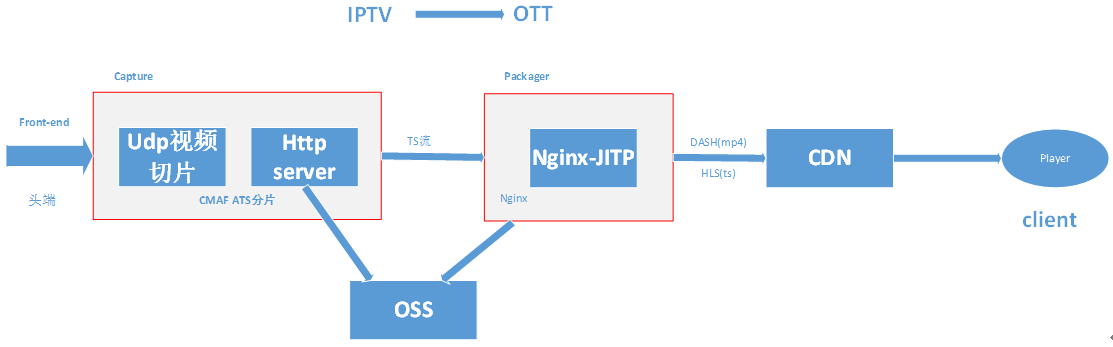 IPTV
OTT
Capture
Packager
Front-end
头端
Udp视频
切片
Http
server
CMAF ATS分片
TS流
Nginx-JITP
Nginx
DASH(mp4)
HLS(ts)
CDN
Player
client
OSS